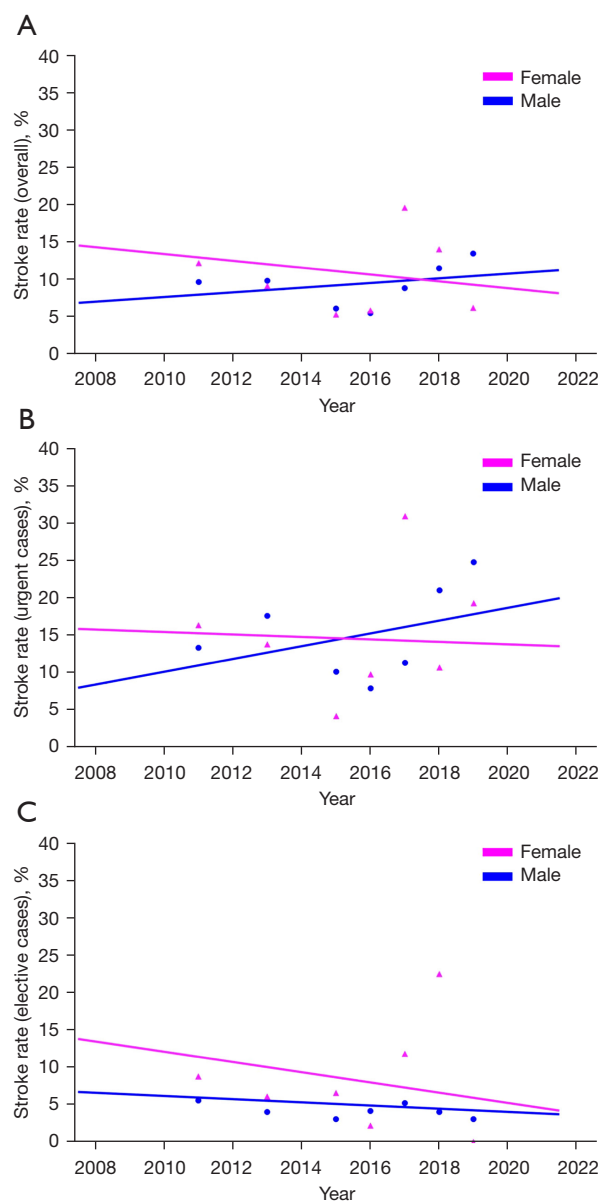 A
Stroke rate (overall), %
40
35
30
25
20
15
10
5
0
Female
Male
2008 2010 2012 2014 2016 2018 2020 2022
Year
B
Stroke rate (urgent cases), %
40
35
30
25
20
15
10
5
0
Female
Male
2008 2010 2012 2014 2016 2018 2020 2022
Year
C
Stroke rate (elective cases), %
40
35
30
25
20
15
10
5
0
Female
Male
2008 2010 2012 2014 2016 2018 2020 2022
Year